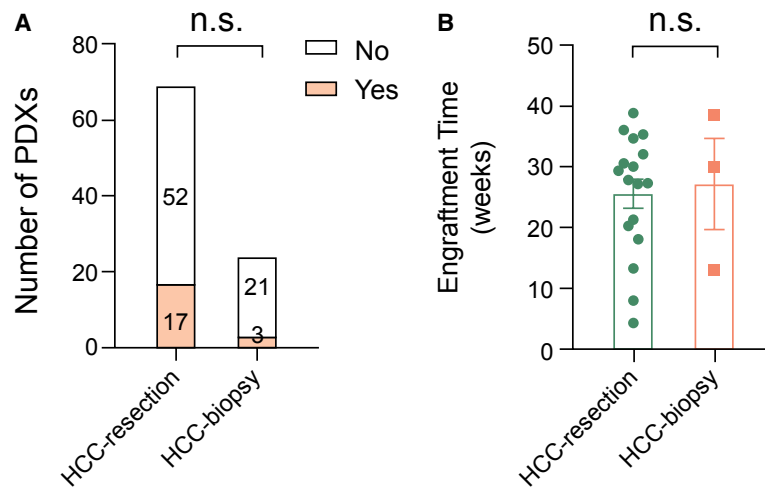 A
n.s.
No
Yes
Number of PDXs
80
60
40
20
0
52
17
21
3
HCC-resection
HCC-biopsy
B
n.s.
Engraftment Time
(weeks)
50
40
30
20
10
0
HCC-resection
HCC-biopsy